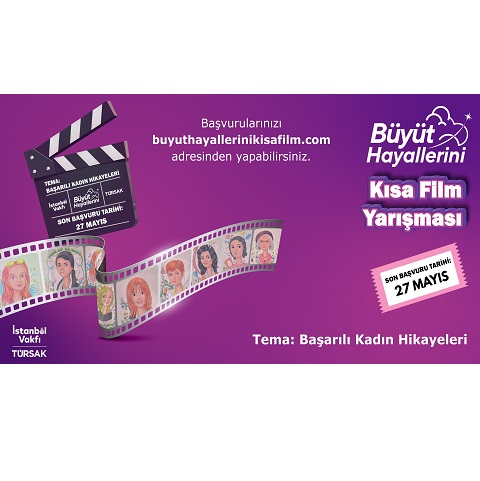 Başvurularınızı
buyuthayallerinikisafilm.com
adresinden yapabilirsiniz.
Büyüt
Hayallerini
Kısa Film
Yarışması
SON BAŞVURU TARİHİ:
27 MAYIS
TEMA:
BAŞARILI KADIN HİKAYELERİ
İstanbul
Vakfı
Büyüt
Hayallerini
TÜRSAK
SON BAŞVURU TARİHİ:
27 MAYIS
İstanbul
Vakfı
TÜRSAK
Tema: Başarılı Kadın Hikayeleri